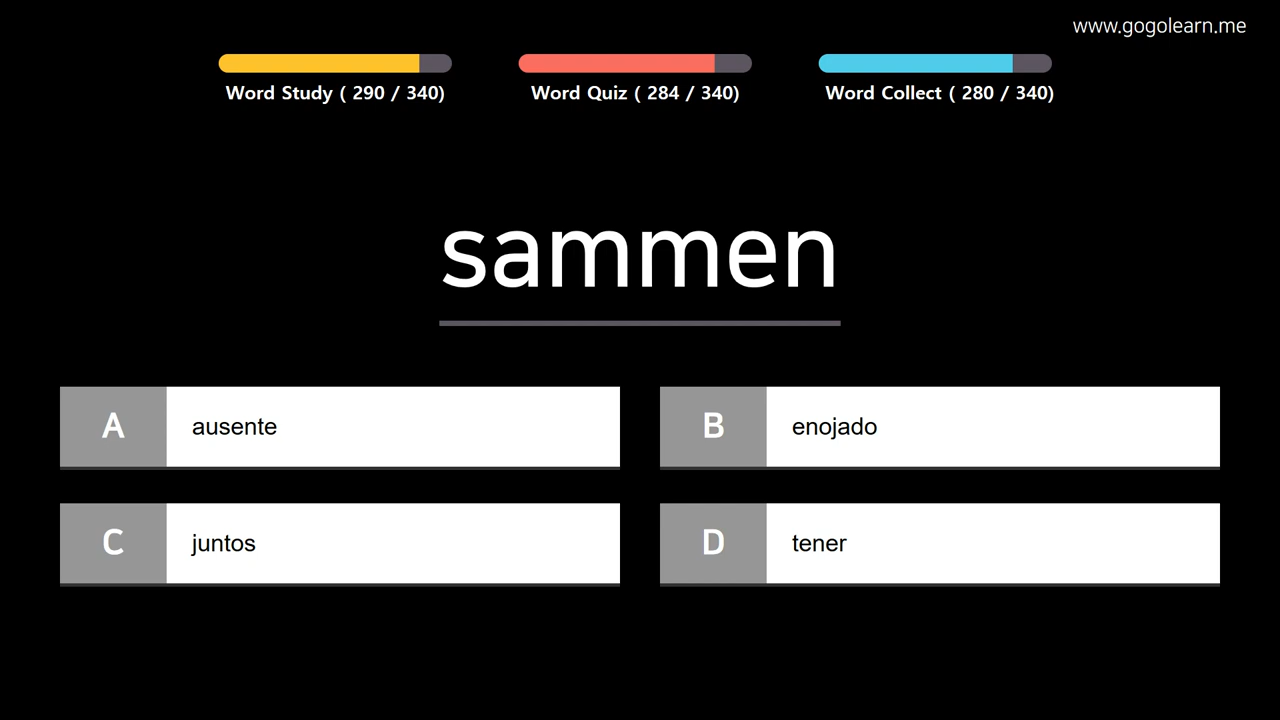 www.gogolearn.me
Word Study ( 290 / 340)
Word Quiz ( 284 / 340)
Word Collect ( 280 / 340)
sammen
A ausente
B enojado
C juntos
D tener